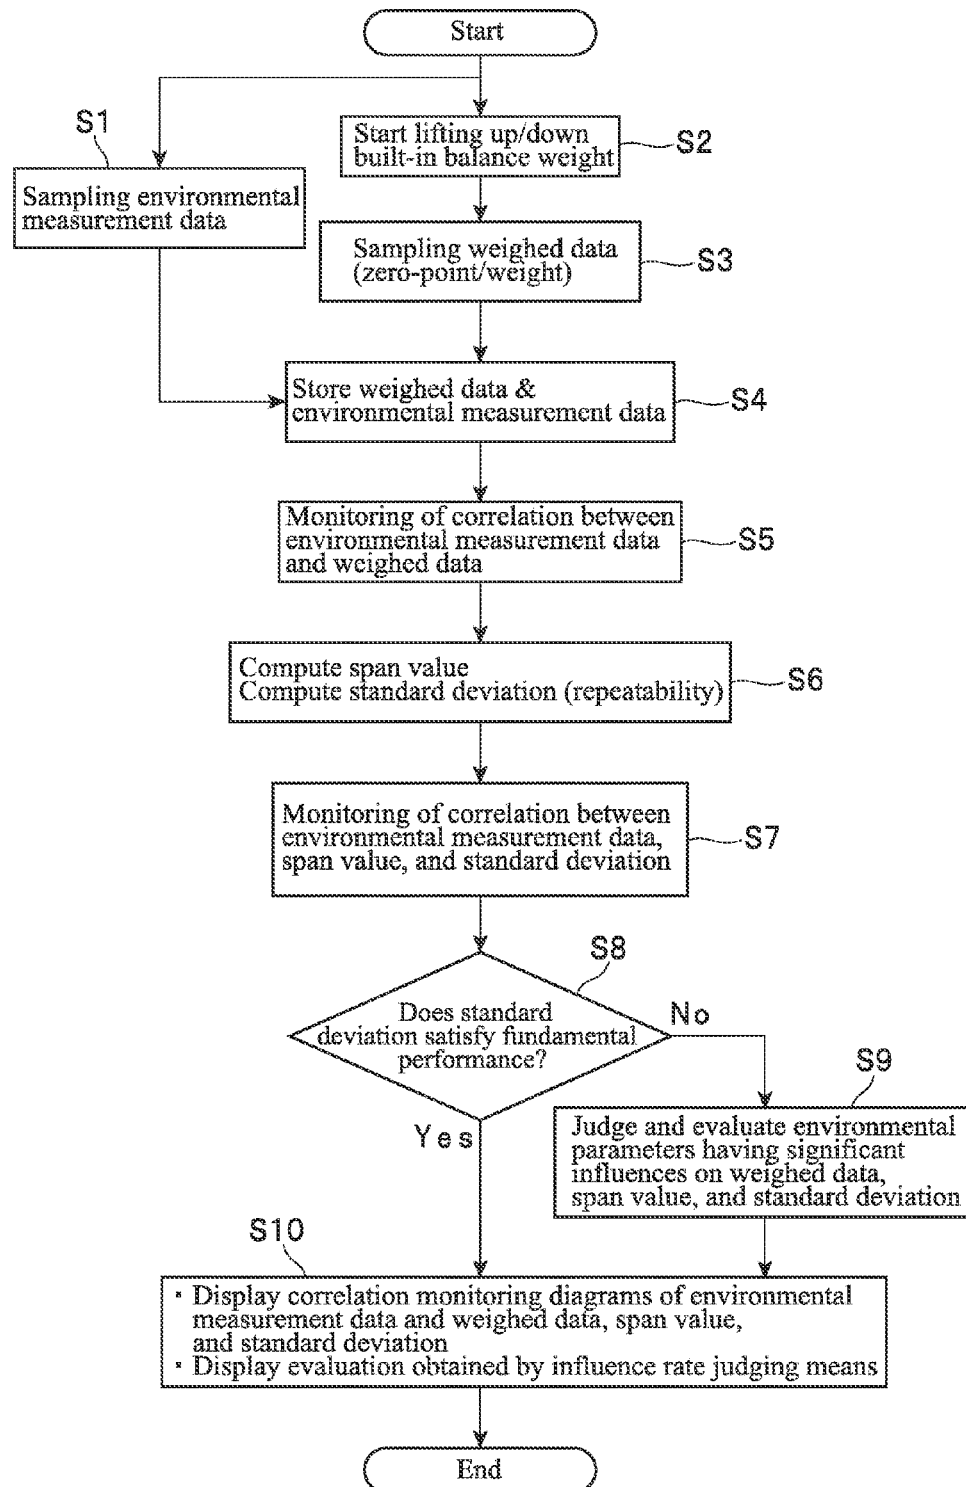 Start
S1
Sampling environmental
measurement data
Start lifting up/down
built-in balance weight
S2
Sampling weighed data
(zero-point/weight)
S3
Store weighed data &
environmental measurement data
S4
Monitoring of correlation between
environmental measurement data
and weighed data
S5
Compute span value
Compute standard deviation (repeatability)
S6
Monitoring of correlation between
environmental measurement data,
span value, and standard deviation
S7
S8
Does standard
deviation satisfy fundamental
performance?
No
Yes
S9
Judge and evaluate environmental
parameters having significant
influences on weighed data,
span value, and standard deviation
S10
・Display correlation monitoring diagrams of environmental
measurement data and weighed data, span value,
and standard deviation
・Display evaluation obtained by influence rate judging means
End